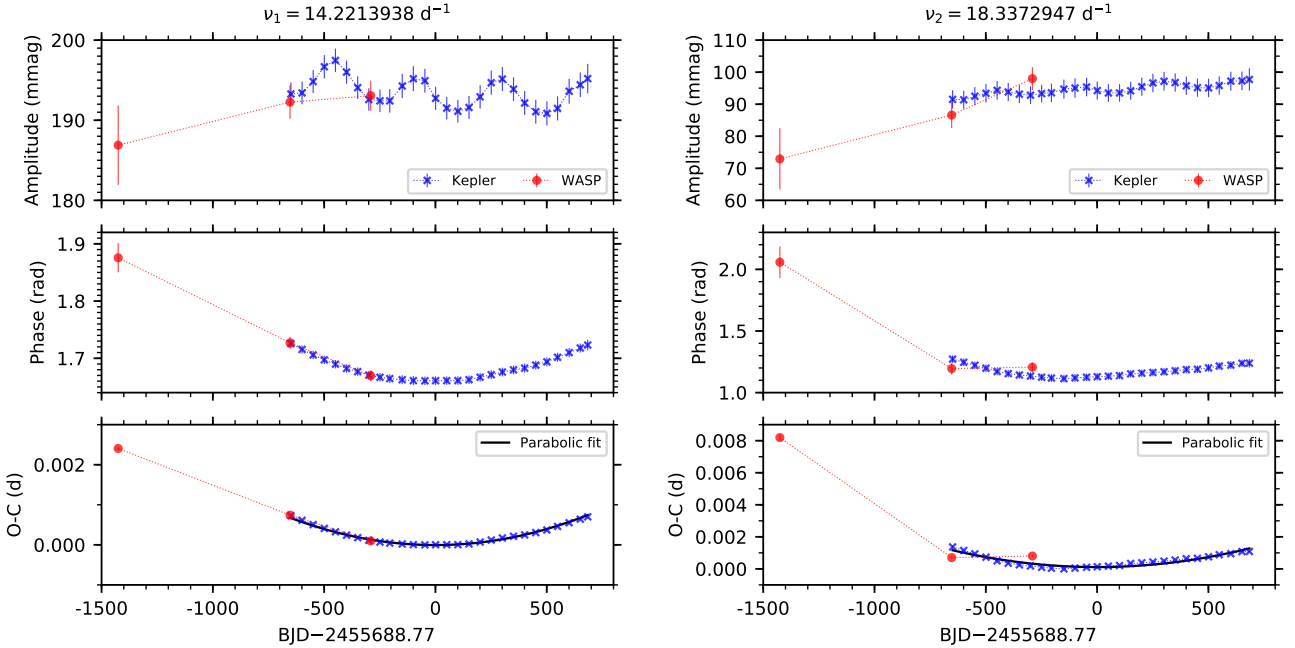 ν₁ = 14.2213938 d⁻¹
200
190
180
Amplitude (mmag)
Kepler
WASP
1.9
1.8
1.7
Phase (rad)
0.002
0.000
O-C (d)
Parabolic fit
-1500 -1000 -500 0 500
BJD−2455688.77
ν₂ = 18.3372947 d⁻¹
110
100
90
80
70
60
Amplitude (mmag)
Kepler
WASP
2.0
1.5
1.0
Phase (rad)
0.008
0.006
0.004
0.002
0.000
O-C (d)
Parabolic fit
-1500 -1000 -500 0 500
BJD−2455688.77